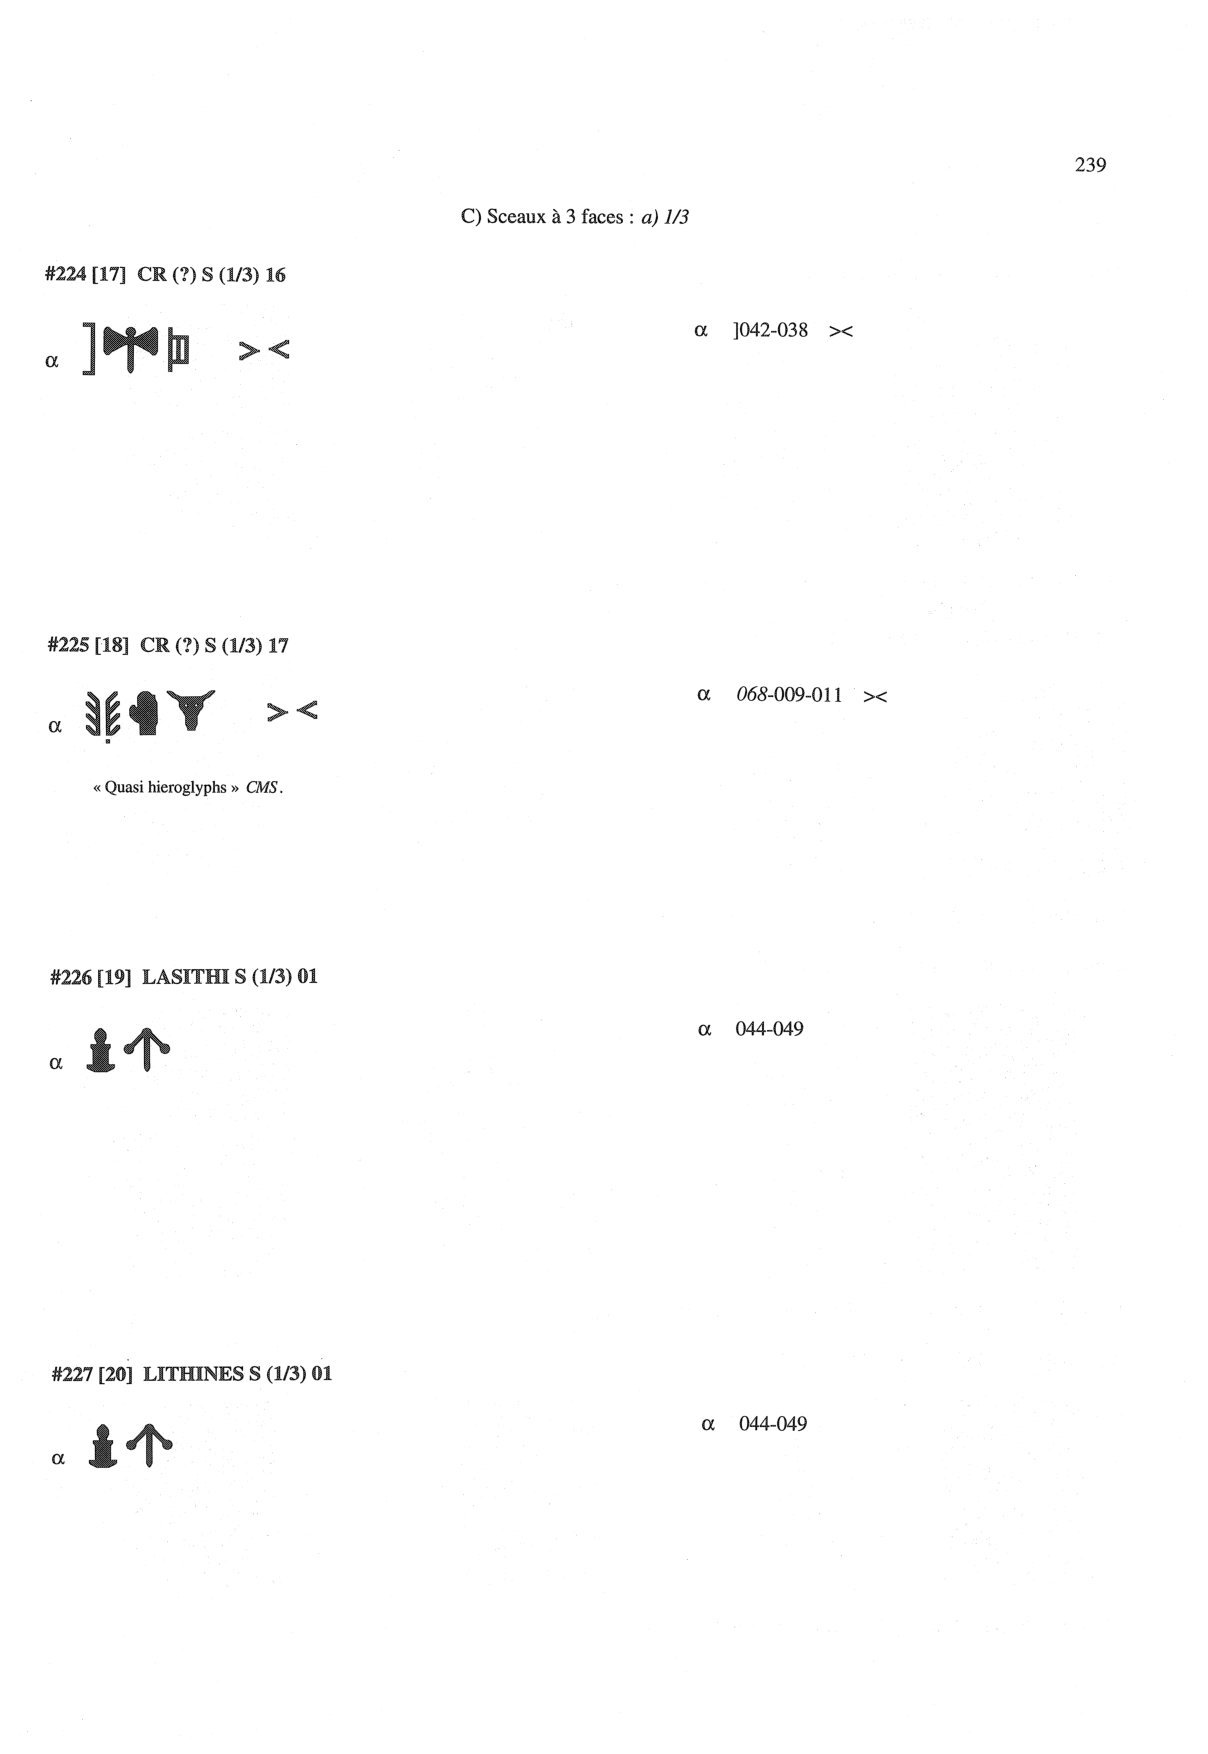 239
C) Sceaux à 3 faces : a) 1/3
#224 [17] CR (?) S (1/3) 16
α ] > <
α ]042-038 ><
#225 [18] CR (?) S (1/3) 17
α > <
α 068-009-011 ><
« Quasi hieroglyphs » CMS.
#226 [19] LASITHI S (1/3) 01
α
α 044-049
#227 [20] LITHINES S (1/3) 01
α
α 044-049